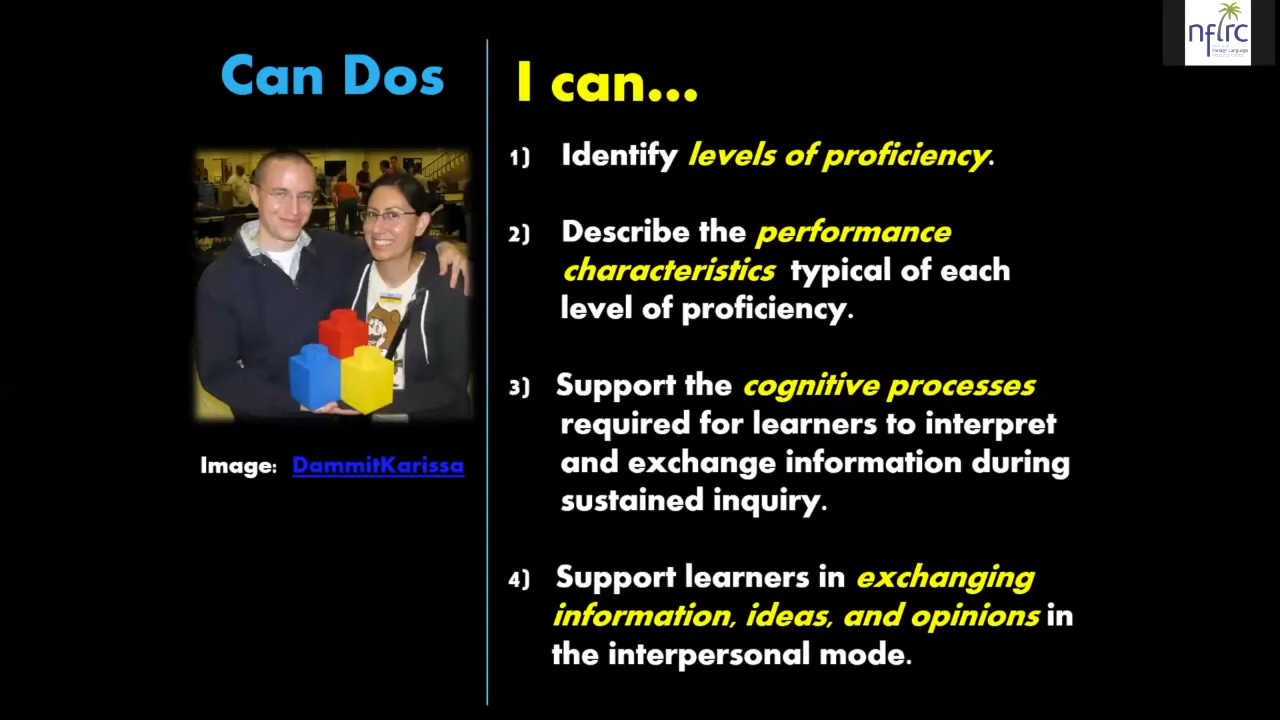 Can Dos
Image: DammitKarissa
I can...
1) Identify levels of proficiency.
2) Describe the performance
characteristics typical of each
level of proficiency.
3) Support the cognitive processes
required for learners to interpret
and exchange information during
sustained inquiry.
4) Support learners in exchanging
information, ideas, and opinions in
the interpersonal mode.
nflrc
Foreign Language